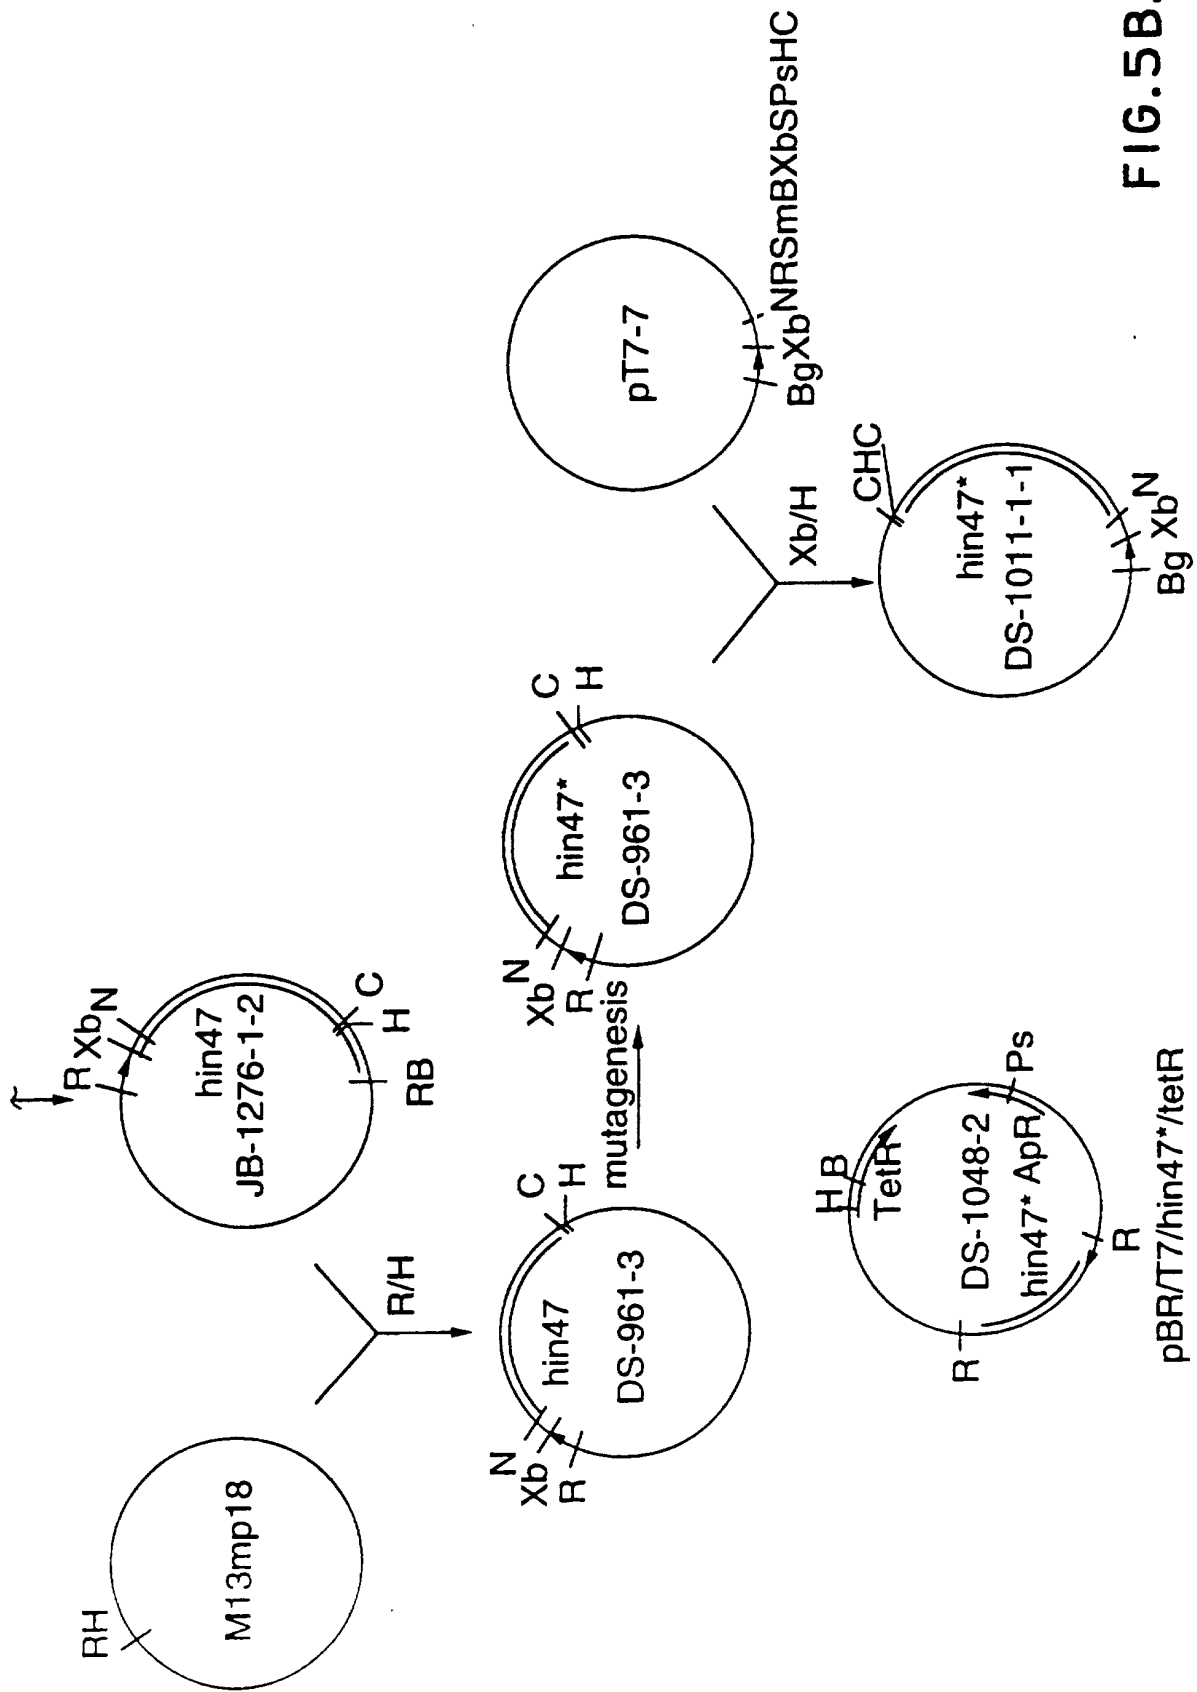 RH
M13mp18
R Xb N
hin47
JB-1276-1-2
C
H
RB
R/H
N
Xb
R
hin47
DS-961-3
C
H
mutagenesis
N
Xb
R
hin47*
DS-961-3
C
H
pT7-7
BgXbNRSmBXbSPsHC
Xb/H
CHC
hin47*
DS-1011-1-1
Bg Xb N
H B
TetR
DS-1048-2
hin47* ApR
Ps
R
R
pBR/T7/hin47*/tetR
FIG.5B.